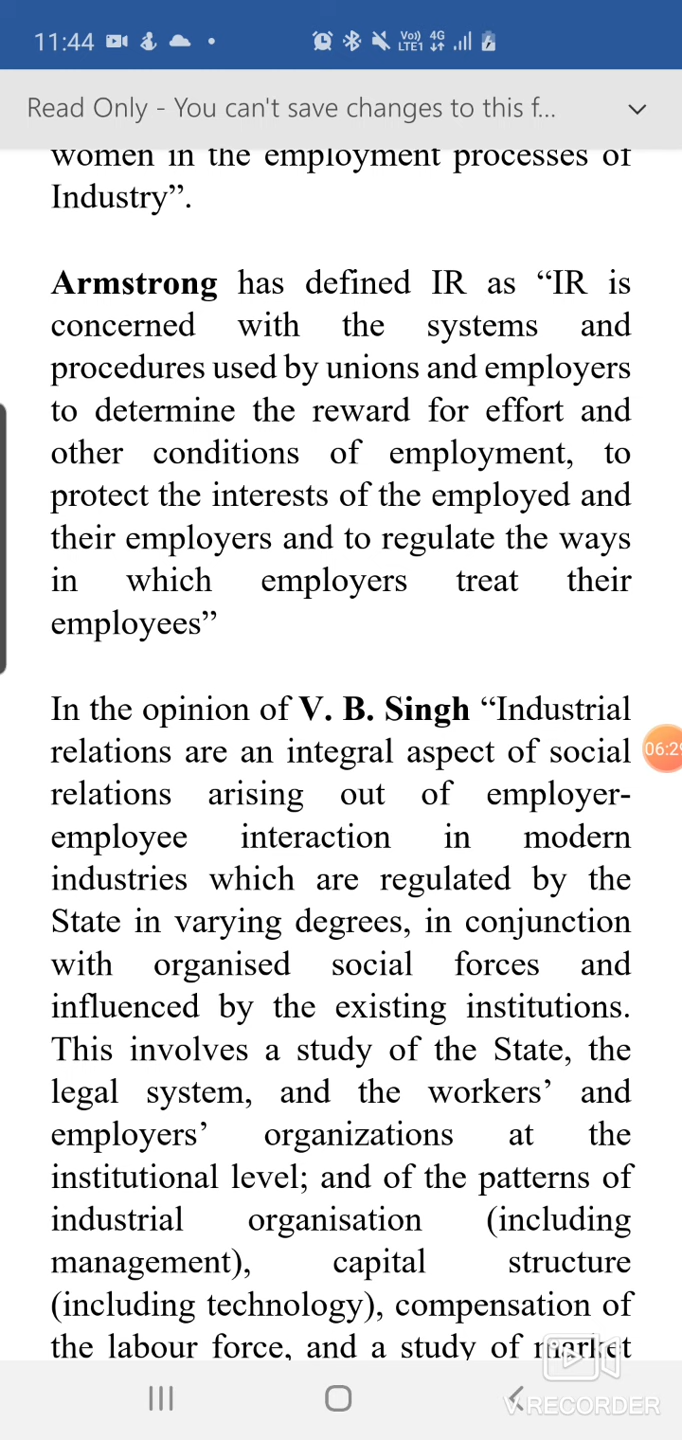 11:44
Vo)) LTE1 4G
Read Only - You can't save changes to this f...
women in the employment processes of
Industry”.
Armstrong has defined IR as “IR is
concerned with the systems and
procedures used by unions and employers
to determine the reward for effort and
other conditions of employment, to
protect the interests of the employed and
their employers and to regulate the ways
in which employers treat their
employees”
In the opinion of V. B. Singh “Industrial
relations are an integral aspect of social
06:29
relations arising out of employer-
employee interaction in modern
industries which are regulated by the
State in varying degrees, in conjunction
with organised social forces and
influenced by the existing institutions.
This involves a study of the State, the
legal system, and the workers’ and
employers’ organizations at the
institutional level; and of the patterns of
industrial organisation (including
management), capital structure
(including technology), compensation of
the labour force, and a study of market
V RECORDER